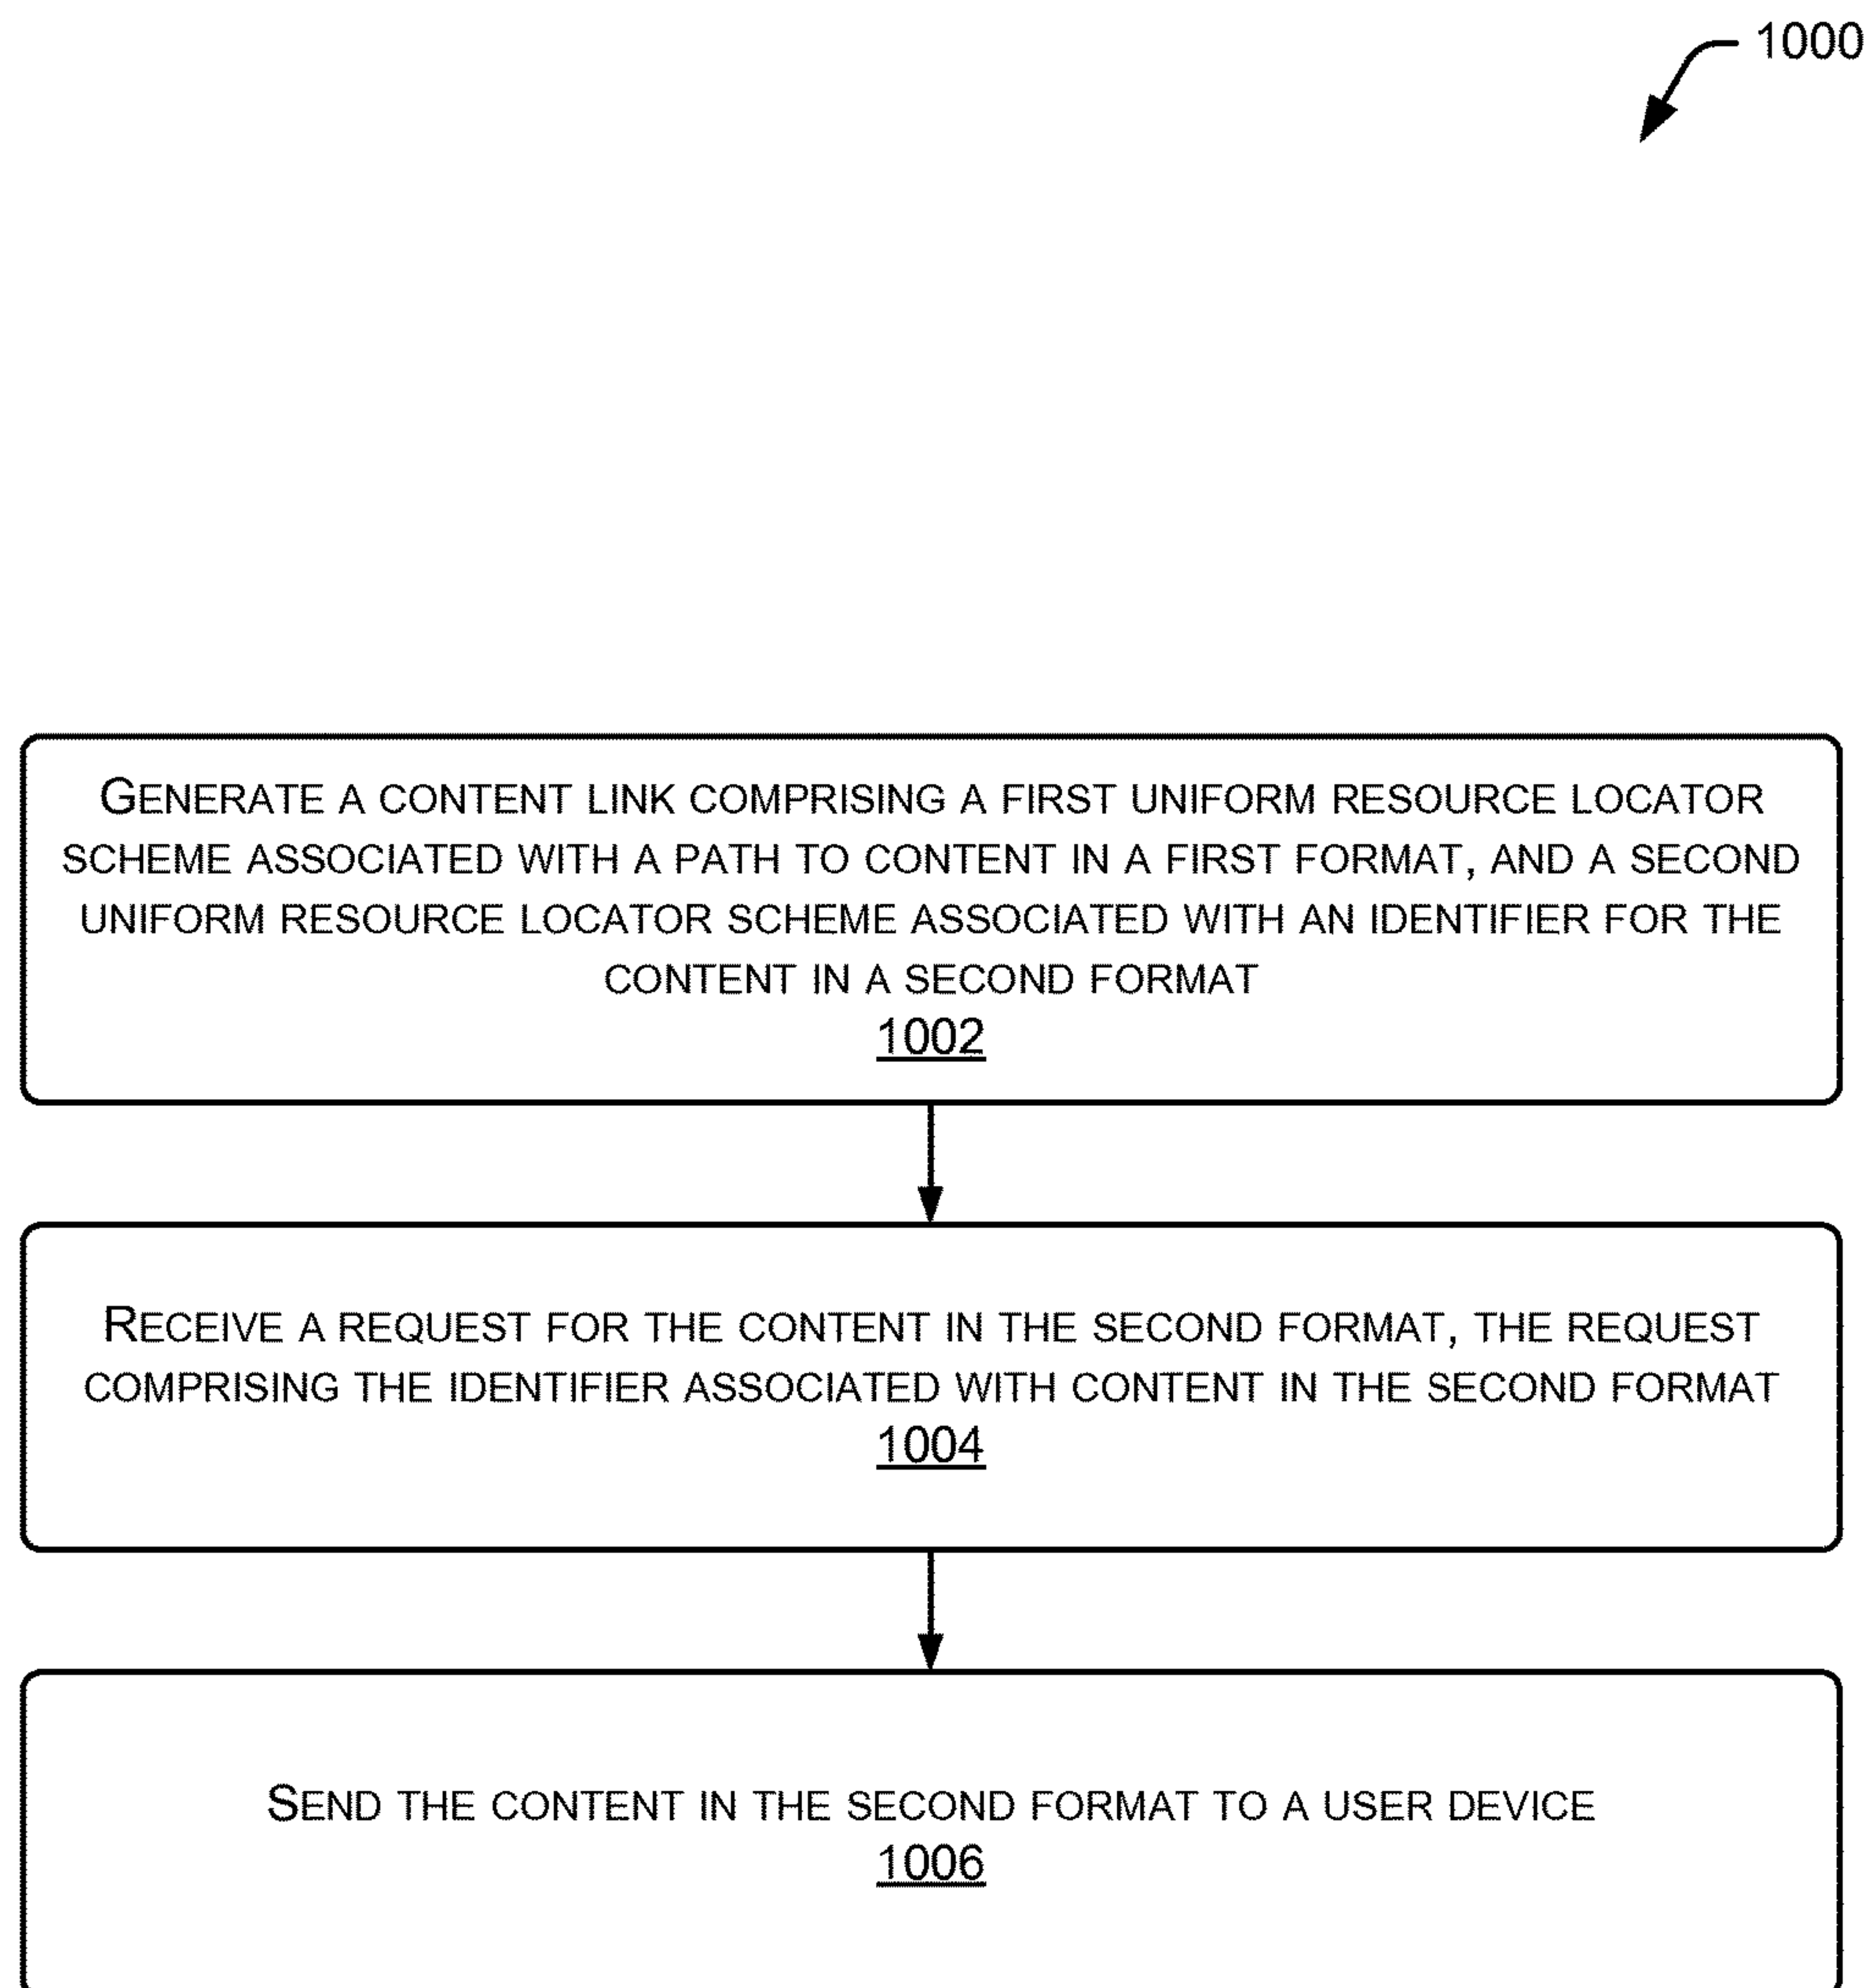 1000
GENERATE A CONTENT LINK COMPRISING A FIRST UNIFORM RESOURCE LOCATOR
SCHEME ASSOCIATED WITH A PATH TO CONTENT IN A FIRST FORMAT, AND A SECOND
UNIFORM RESOURCE LOCATOR SCHEME ASSOCIATED WITH AN IDENTIFIER FOR THE
CONTENT IN A SECOND FORMAT
1002
RECEIVE A REQUEST FOR THE CONTENT IN THE SECOND FORMAT, THE REQUEST
COMPRISING THE IDENTIFIER ASSOCIATED WITH CONTENT IN THE SECOND FORMAT
1004
SEND THE CONTENT IN THE SECOND FORMAT TO A USER DEVICE
1006